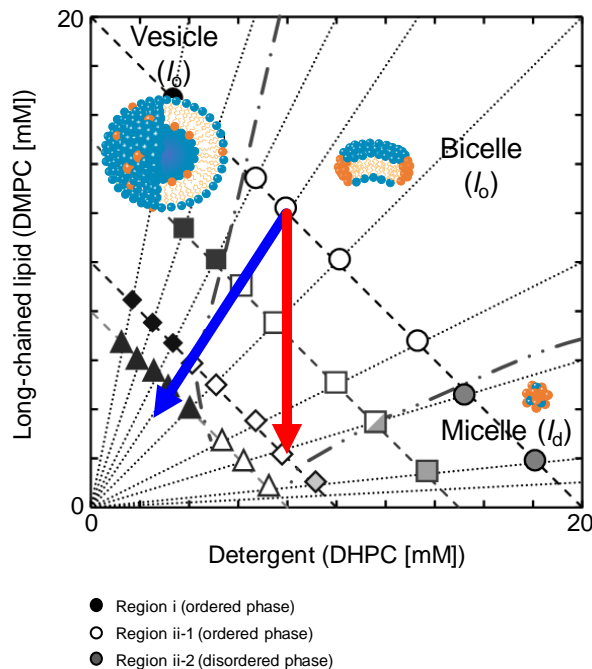 20
Vesicle
(lo)
Bicelle
(lo)
Long-chained lipid (DMPC [mM])
Micelle (ld)
0
0
20
Detergent (DHPC [mM])
Region i (ordered phase)
Region ii-1 (ordered phase)
Region ii-2 (disordered phase)